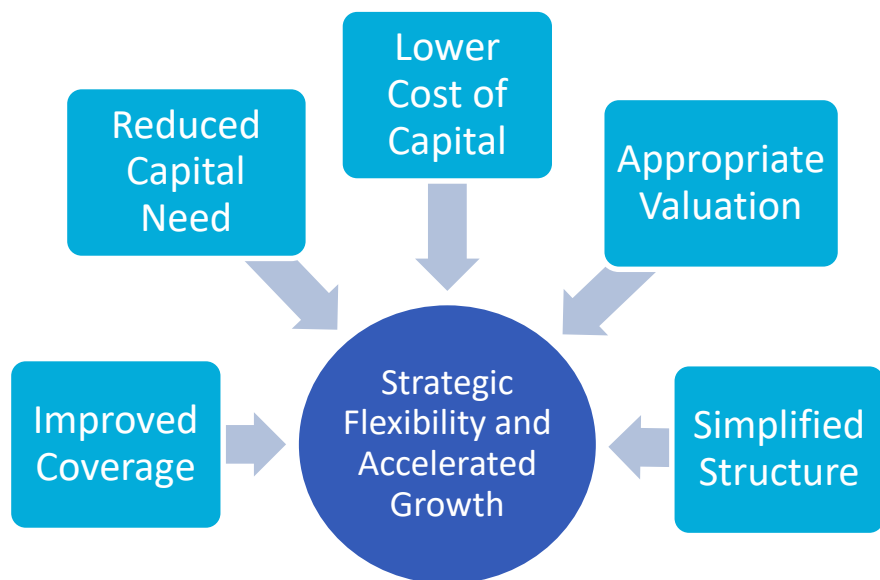 Lower
Cost of
Capital
Reduced
Capital
Need
Appropriate
Valuation
Improved
Coverage
Strategic
Flexibility and
Accelerated
Growth
Simplified
Structure